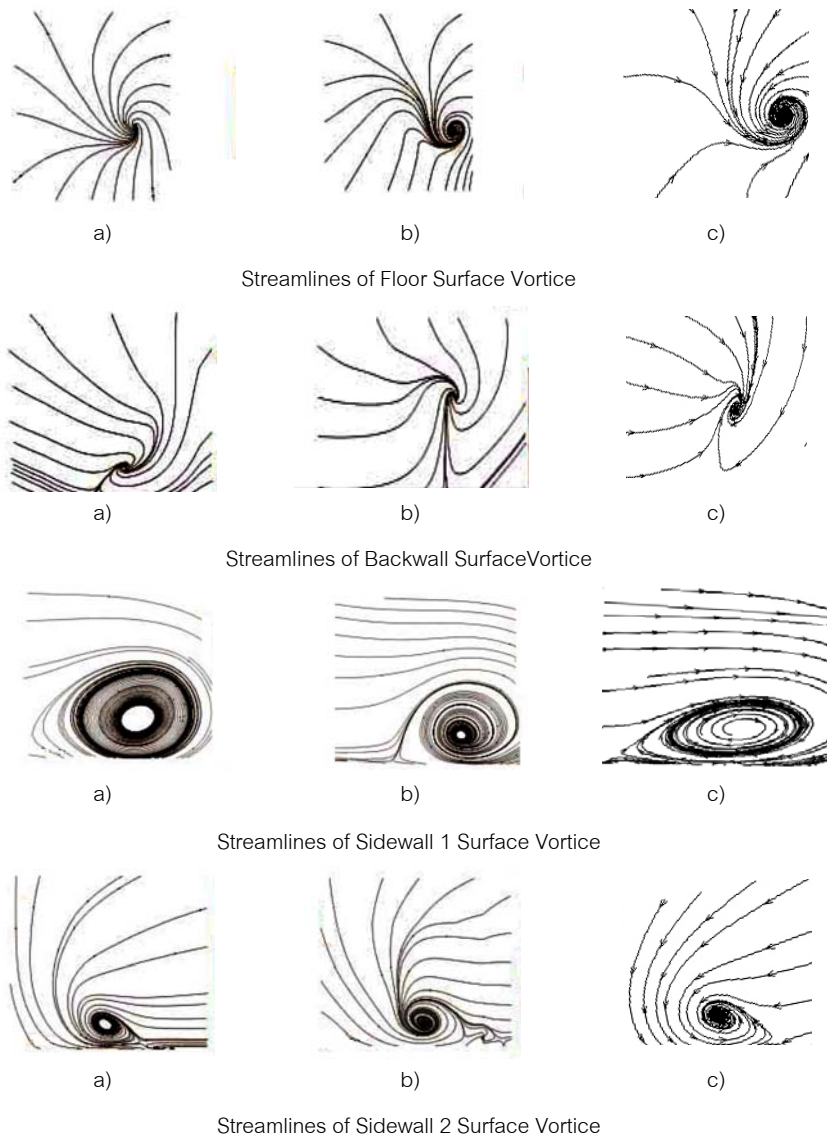 a) b) c)
Streamlines of Floor Surface Vortice
a) b) c)
Streamlines of Backwall SurfaceVortice
a) b) c)
Streamlines of Sidewall 1 Surface Vortice
a) b) c)
Streamlines of Sidewall 2 Surface Vortice